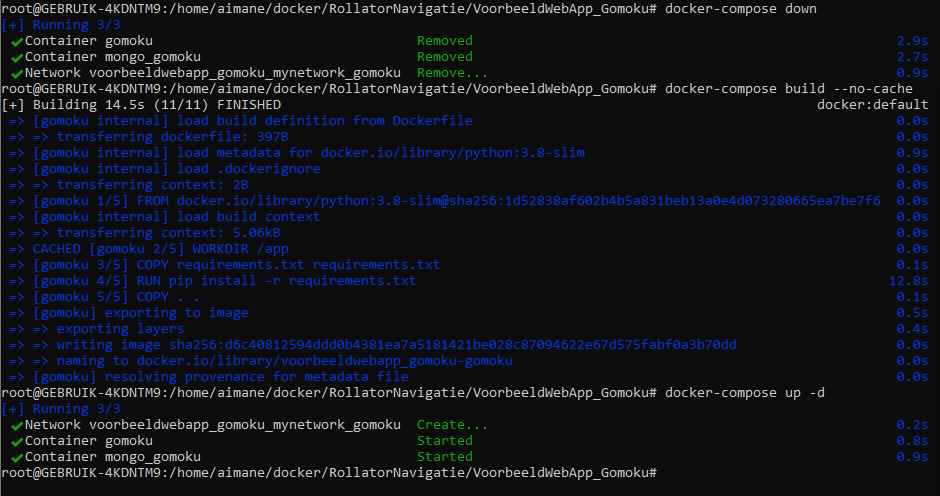 root@GEBRUIK-4KDNTM9:/home/aimane/docker/RollatorNavigatie/VoorbeeldWebApp_Gomoku# docker-compose down
[+] Running 3/3
✔Container gomoku Removed 2.9s
✔Container mongo_gomoku Removed 2.7s
✔Network voorbeeldwebapp_gomoku_mynetwork_gomoku Remove... 0.9s
root@GEBRUIK-4KDNTM9:/home/aimane/docker/RollatorNavigatie/VoorbeeldWebApp_Gomoku# docker-compose build --no-cache
[+] Building 14.5s (11/11) FINISHED docker:default
=> [gomoku internal] load build definition from Dockerfile 0.0s
=> => transferring dockerfile: 397B 0.0s
=> [gomoku internal] load metadata for docker.io/library/python:3.8-slim 0.9s
=> [gomoku internal] load .dockerignore 0.0s
=> => transferring context: 2B 0.0s
=> [gomoku 1/5] FROM docker.io/library/python:3.8-slim@sha256:1d52838af602b4b5a831beb13a0e4d073280665ea7be7f6 0.0s
=> [gomoku internal] load build context 0.0s
=> => transferring context: 5.06kB 0.0s
=> CACHED [gomoku 2/5] WORKDIR /app 0.0s
=> [gomoku 3/5] COPY requirements.txt requirements.txt 0.1s
=> [gomoku 4/5] RUN pip install -r requirements.txt 12.8s
=> [gomoku 5/5] COPY . . 0.1s
=> [gomoku] exporting to image 0.5s
=> => exporting layers 0.4s
=> => writing image sha256:d6c40812594ddd0b4381ea7a5181421be028c87094622e67d575fabf0a3b70dd 0.0s
=> => naming to docker.io/library/voorbeeldwebapp_gomoku-gomoku 0.0s
=> [gomoku] resolving provenance for metadata file 0.0s
root@GEBRUIK-4KDNTM9:/home/aimane/docker/RollatorNavigatie/VoorbeeldWebApp_Gomoku# docker-compose up -d
[+] Running 3/3
✔Network voorbeeldwebapp_gomoku_mynetwork_gomoku Create... 0.2s
✔Container gomoku Started 0.8s
✔Container mongo_gomoku Started 0.9s
root@GEBRUIK-4KDNTM9:/home/aimane/docker/RollatorNavigatie/VoorbeeldWebApp_Gomoku#